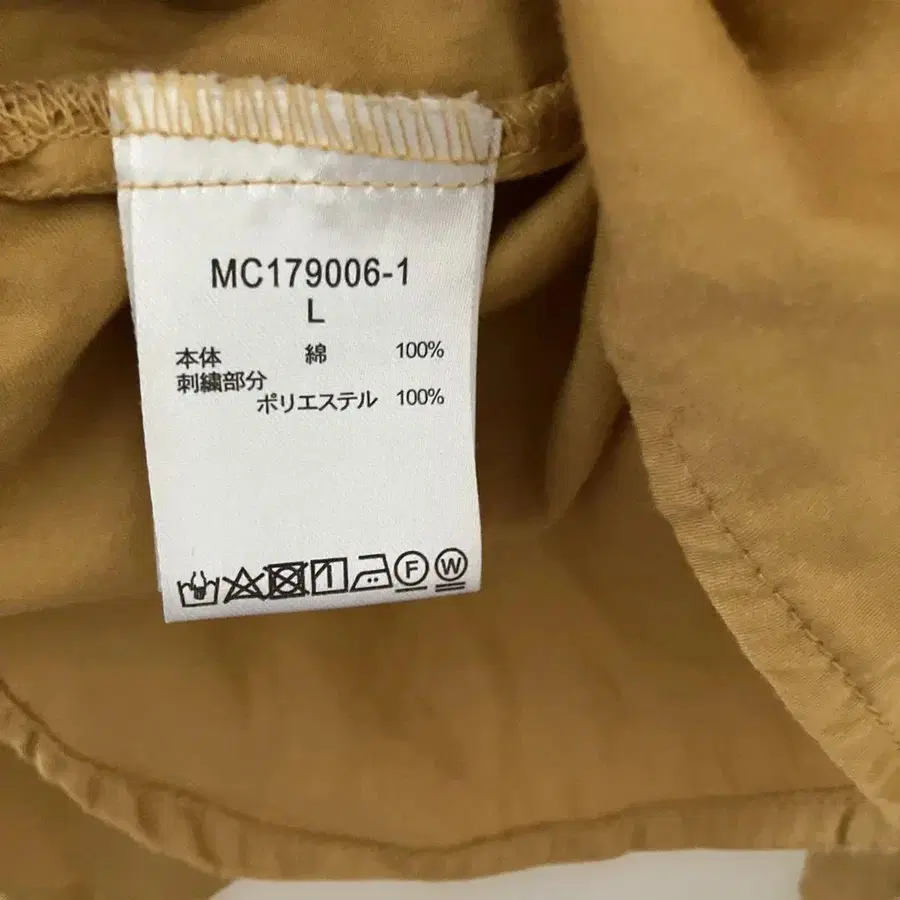 MC179006-1
L
本体 綿 100%
刺繍部分
ポリエステル 100%
F W